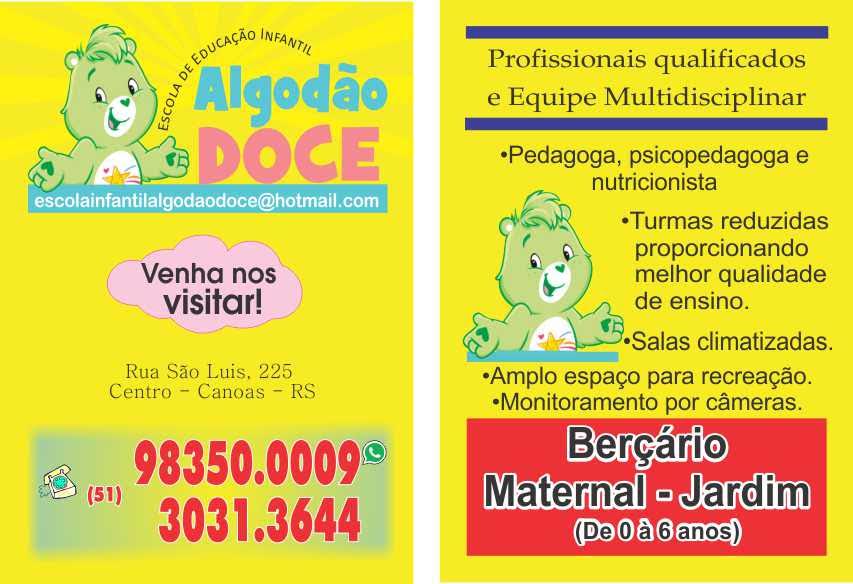 Escola de Educação Infantil
Algodão
DOCE
escolainfantilalgodaodoce@hotmail.com
Venha nos
visitar!
Rua São Luis, 225
Centro - Canoas - RS
98350.0009
(51)
3031.3644
Profissionais qualificados
e Equipe Multidisciplinar
•Pedagoga, psicopedagoga e
nutricionista
•Turmas reduzidas
proporcionando
melhor qualidade
de ensino.
•Salas climatizadas.
•Amplo espaço para recreação.
•Monitoramento por câmeras.
Berçário
Maternal - Jardim
(De 0 à 6 anos)